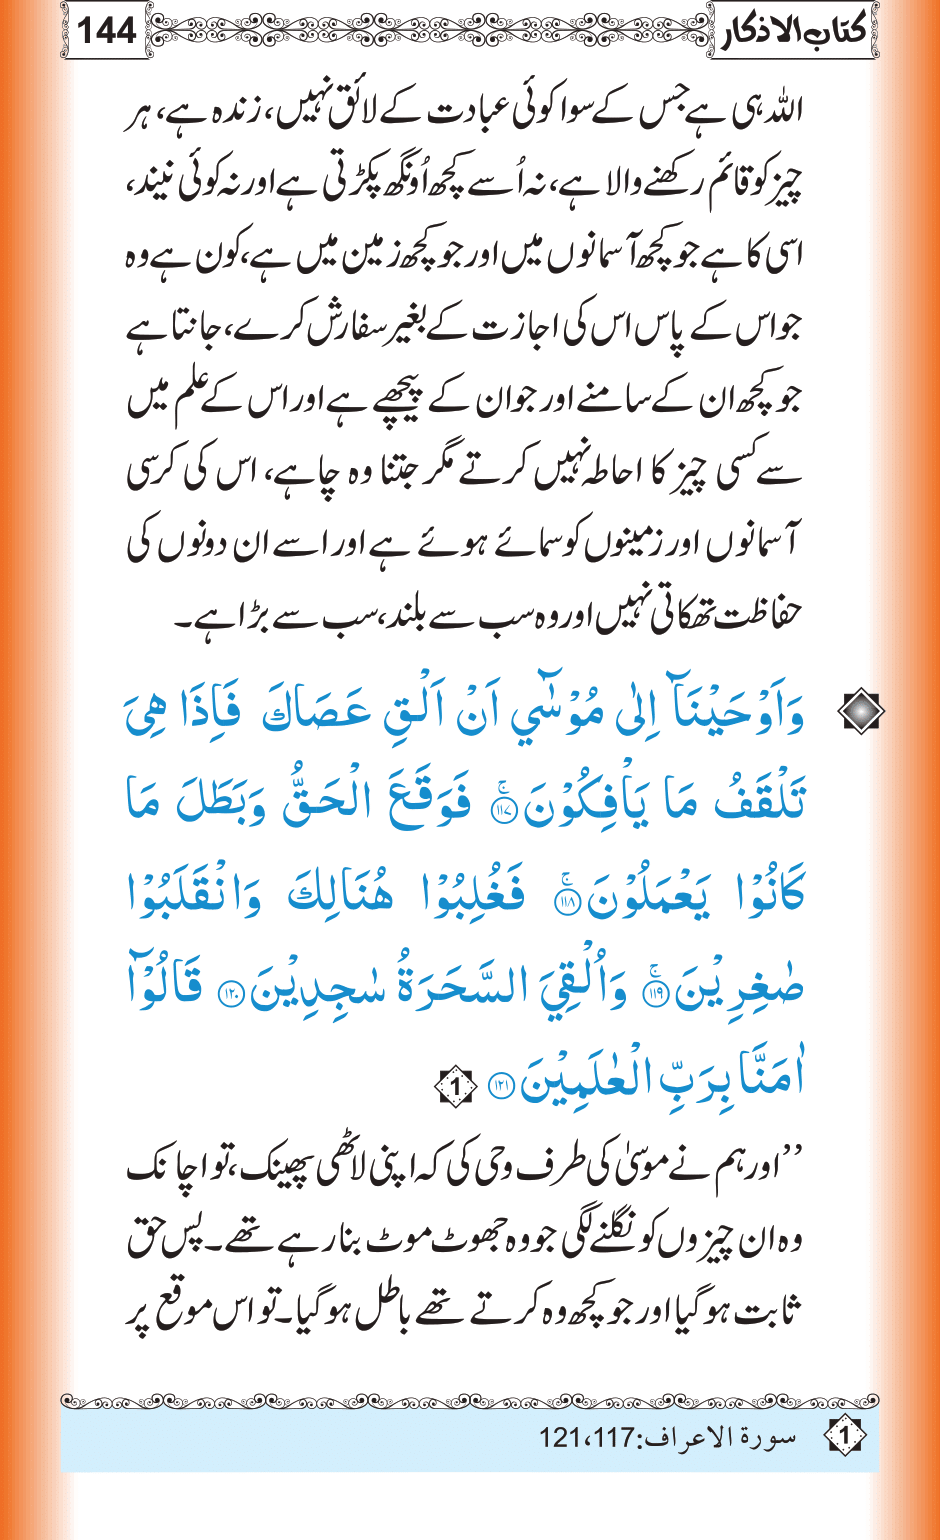 کتاب الاذکار 144
اللہ ہی ہے جس کے سوا کوئی عبادت کے لائق نہیں، زندہ ہے، ہر
چیز کو قائم رکھنے والا ہے، نہ اُسے کچھ اُونگھ پکڑتی ہے اور نہ کوئی نیند،
اسی کا ہے جو کچھ آسمانوں میں اور جو کچھ زمین میں ہے، کون ہے وہ
جو اس کے پاس اس کی اجازت کے بغیر سفارش کرے، جانتا ہے
جو کچھ ان کے سامنے اور جو ان کے پیچھے ہے اور اس کے علم میں
سے کسی چیز کا احاطہ نہیں کرتے مگر جتنا وہ چاہے، اس کی کرسی
آسمانوں اور زمینوں کو سمائے ہوئے ہے اور اسے ان دونوں کی
حفاظت تھکاتی نہیں اور وہ سب سے بلند، سب سے بڑا ہے۔
وَاَوْحَيْنَآ اِلٰى مُوْسٰٓي اَنْ اَلْقِ عَصَاكَ فَاِذَا هِىَ
تَلْقَفُ مَا يَاْفِكُوْنَ ۝۱۱۷ۚ فَوَقَعَ الْحَقُّ وَبَطَلَ مَا
كَانُوْا يَعْمَلُوْنَ ۝۱۱۸ۚ فَغُلِبُوْا هُنَالِكَ وَانْقَلَبُوْا
صٰغِرِيْنَ ۝۱۱۹ۚ وَاُلْقِيَ السَّحَرَةُ سٰجِدِيْنَ ۝۱۲۰ قَالُوْٓا
اٰمَنَّا بِرَبِّ الْعٰلَمِيْنَ ۝۱۲۱ 1
’’اور ہم نے موسیٰ کی طرف وحی کی کہ اپنی لاٹھی پھینک، تو اچانک
وہ ان چیزوں کو نگلنے لگی جو وہ جھوٹ موٹ بنا رہے تھے۔ پس حق
ثابت ہو گیا اور جو کچھ وہ کرتے تھے باطل ہو گیا۔ تو اس موقع پر
1 سورة الاعراف:117،121